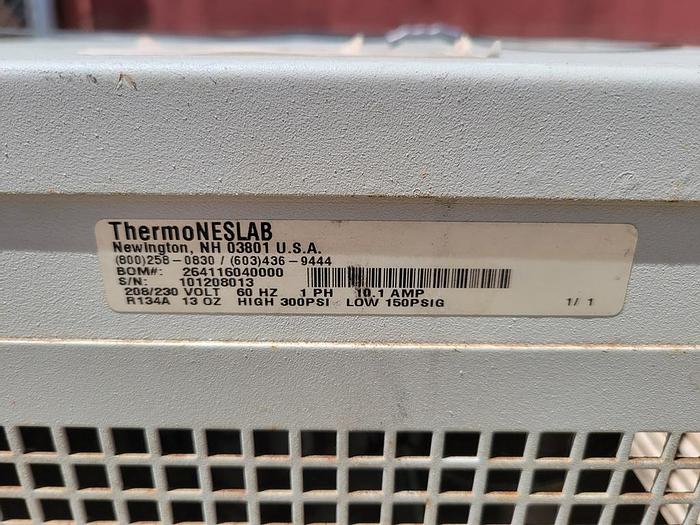 ThermoNESLAB
Newington, NH 03801 U.S.A.
(800)258-0830 / (603)436-9444
BOM#: 264116040000
S/N: 101208013
208/230 VOLT 60 HZ 1 PH 10.1 AMP
R134A 13 OZ HIGH 300PSI LOW 150PSIG 1/ 1